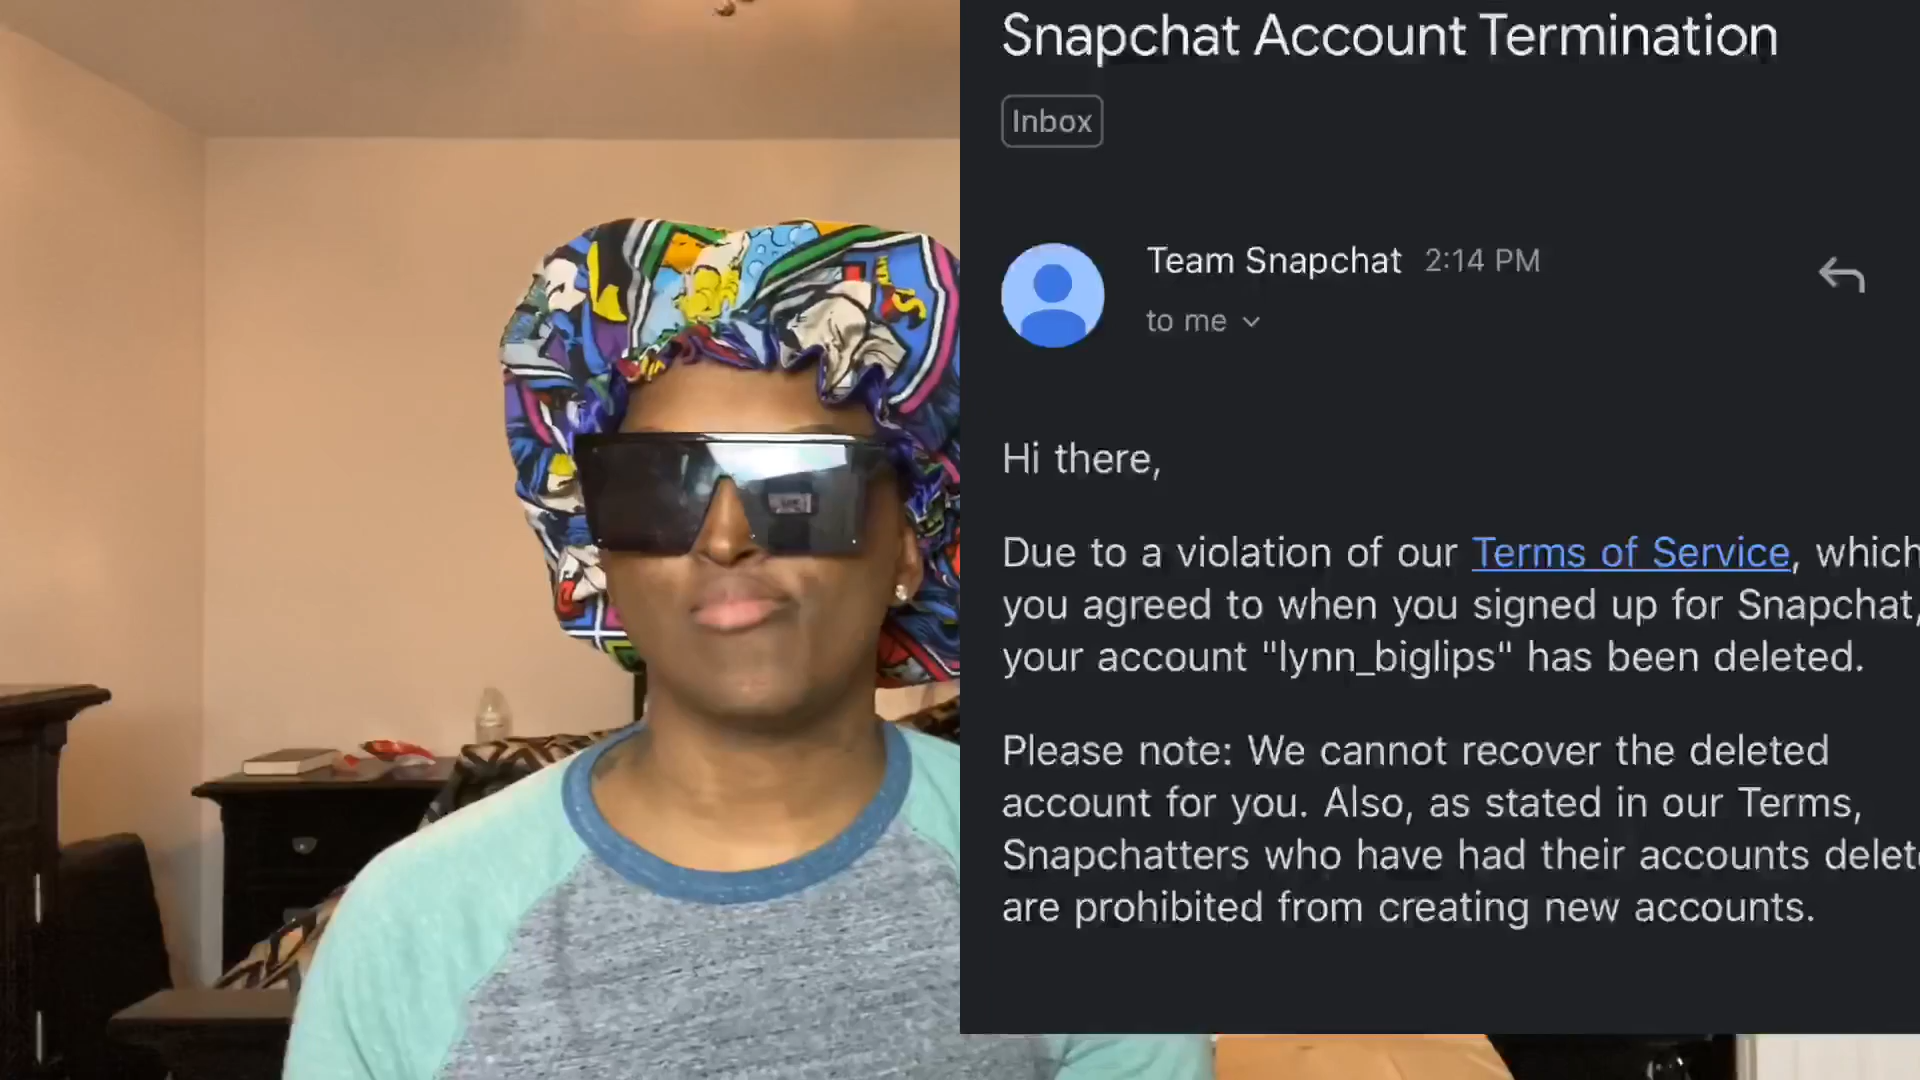 Snapchat Account Termination
Inbox
Team Snapchat 2:14 PM
to me
Hi there,
Due to a violation of our Terms of Service, which
you agreed to when you signed up for Snapchat,
your account "lynn_biglips" has been deleted.
Please note: We cannot recover the deleted
account for you. Also, as stated in our Terms,
Snapchatters who have had their accounts delet
are prohibited from creating new accounts.